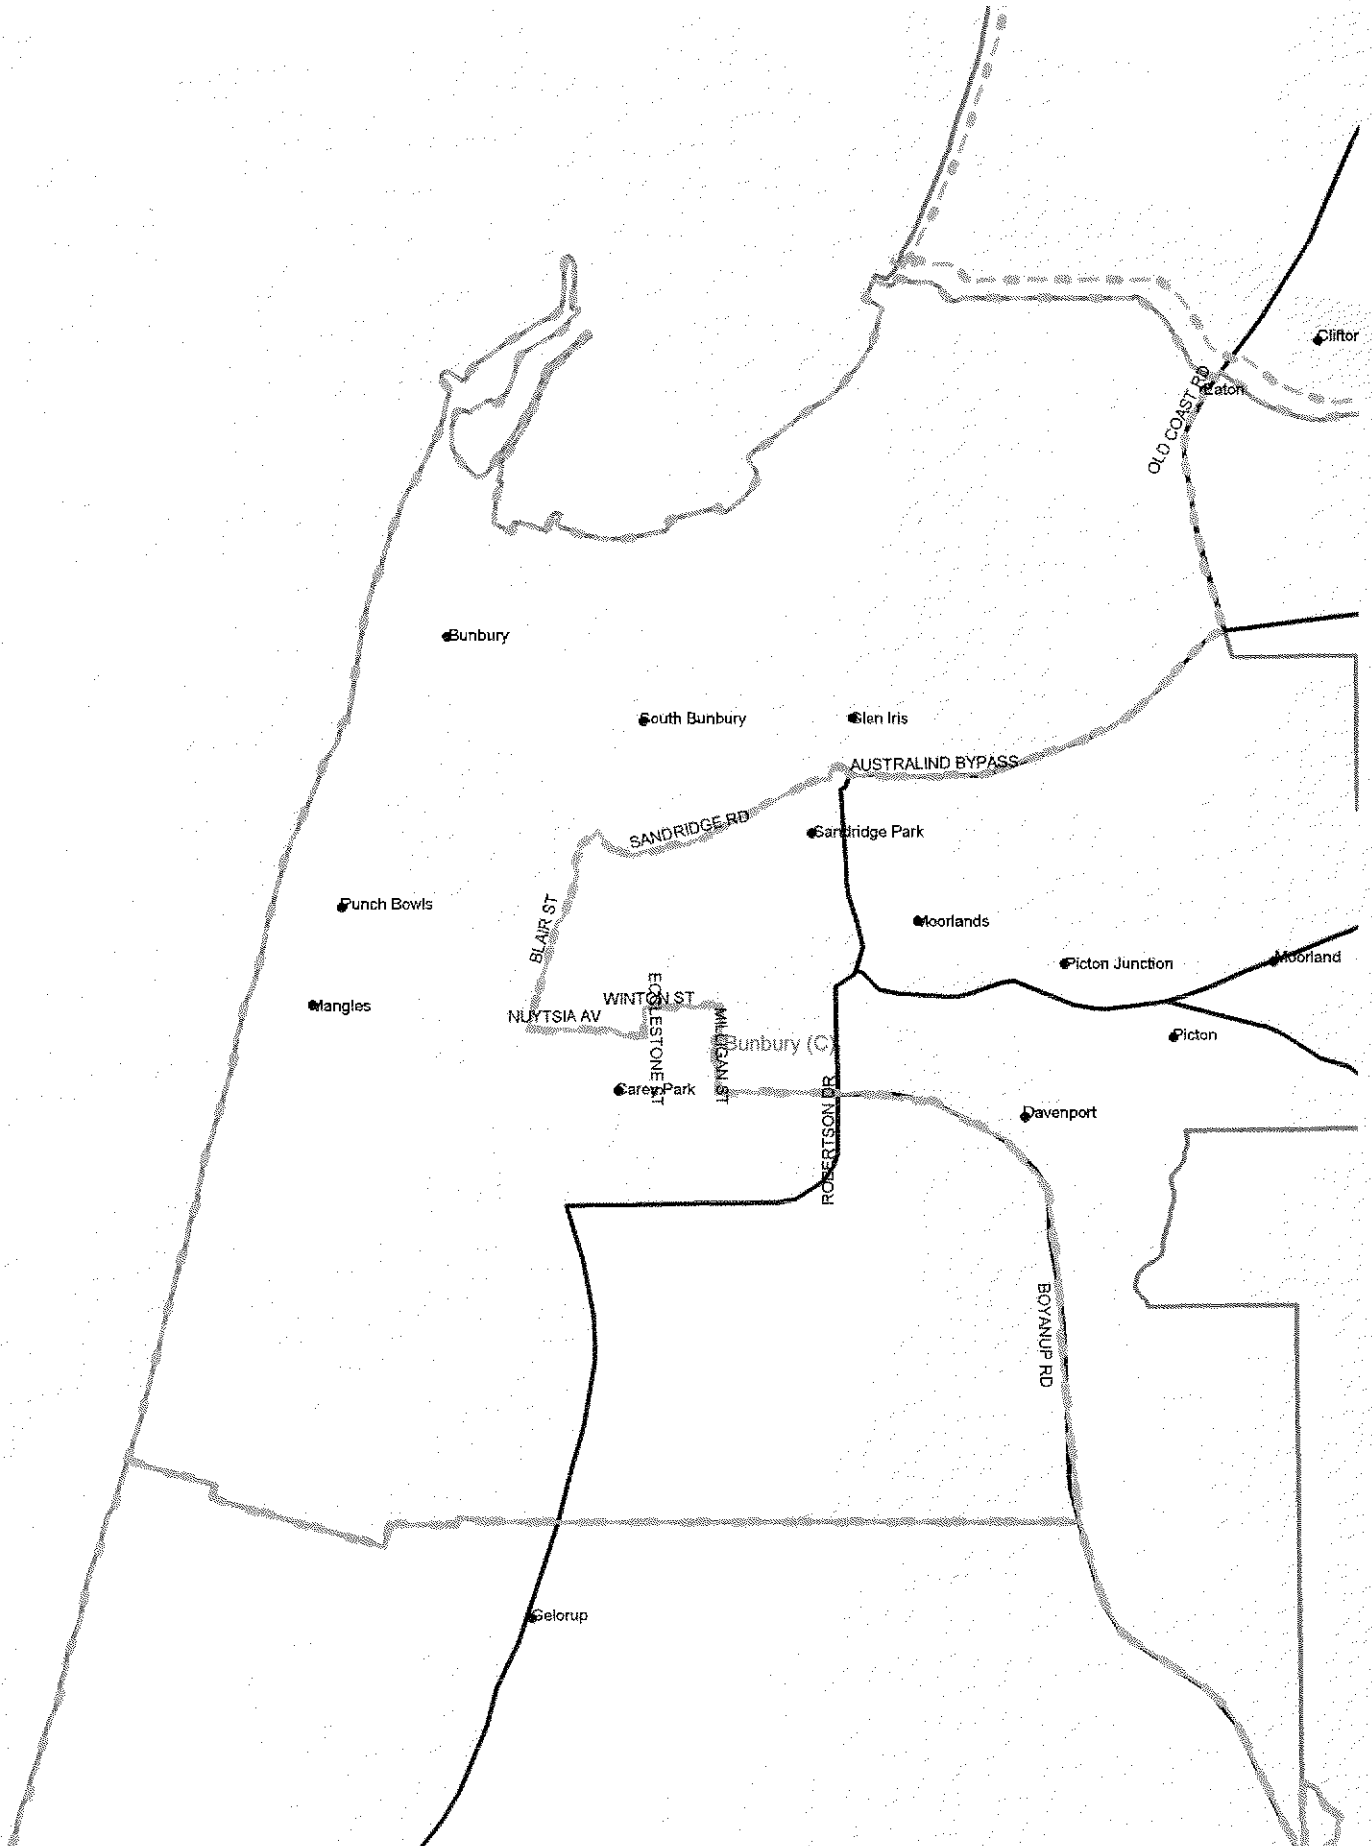 Clifton
Eaton
OLD COAST RD
Bunbury
South Bunbury
Glen Iris
AUSTRALIND BYPASS
SANDRIDGE RD
Sandridge Park
Punch Bowls
BLAIR ST
Moorlands
Picton Junction
Moorland
Mangles
NUYTSIA AV
WINTON ST
ECCLESTONE ST
MILLIGAN ST
Bunbury (C)
Picton
Carey Park
ROBERTSON DR
Davenport
BOYANUP RD
Gelorup